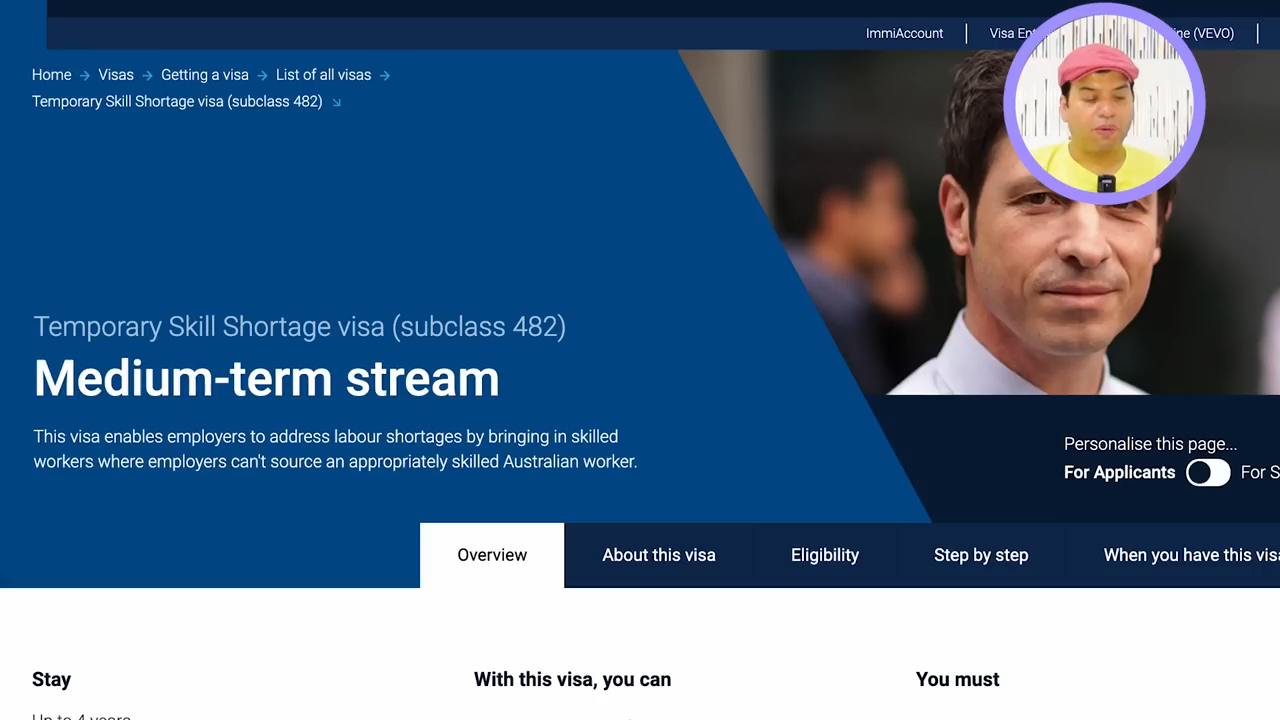 ImmiAccount
Visa
ne (VEVO)
Home
Visas
Getting a visa
List of all visas
Temporary Skill Shortage visa (subclass 482)
Temporary Skill Shortage visa (subclass 482)
Medium-term stream
This visa enables employers to address labour shortages by bringing in skilled
workers where employers can't source an appropriately skilled Australian worker.
Personalise this page...
For Applicants
For S
Overview
About this visa
Eligibility
Step by step
When you have this visa
Stay
With this visa, you can
You must
Up to 4 years